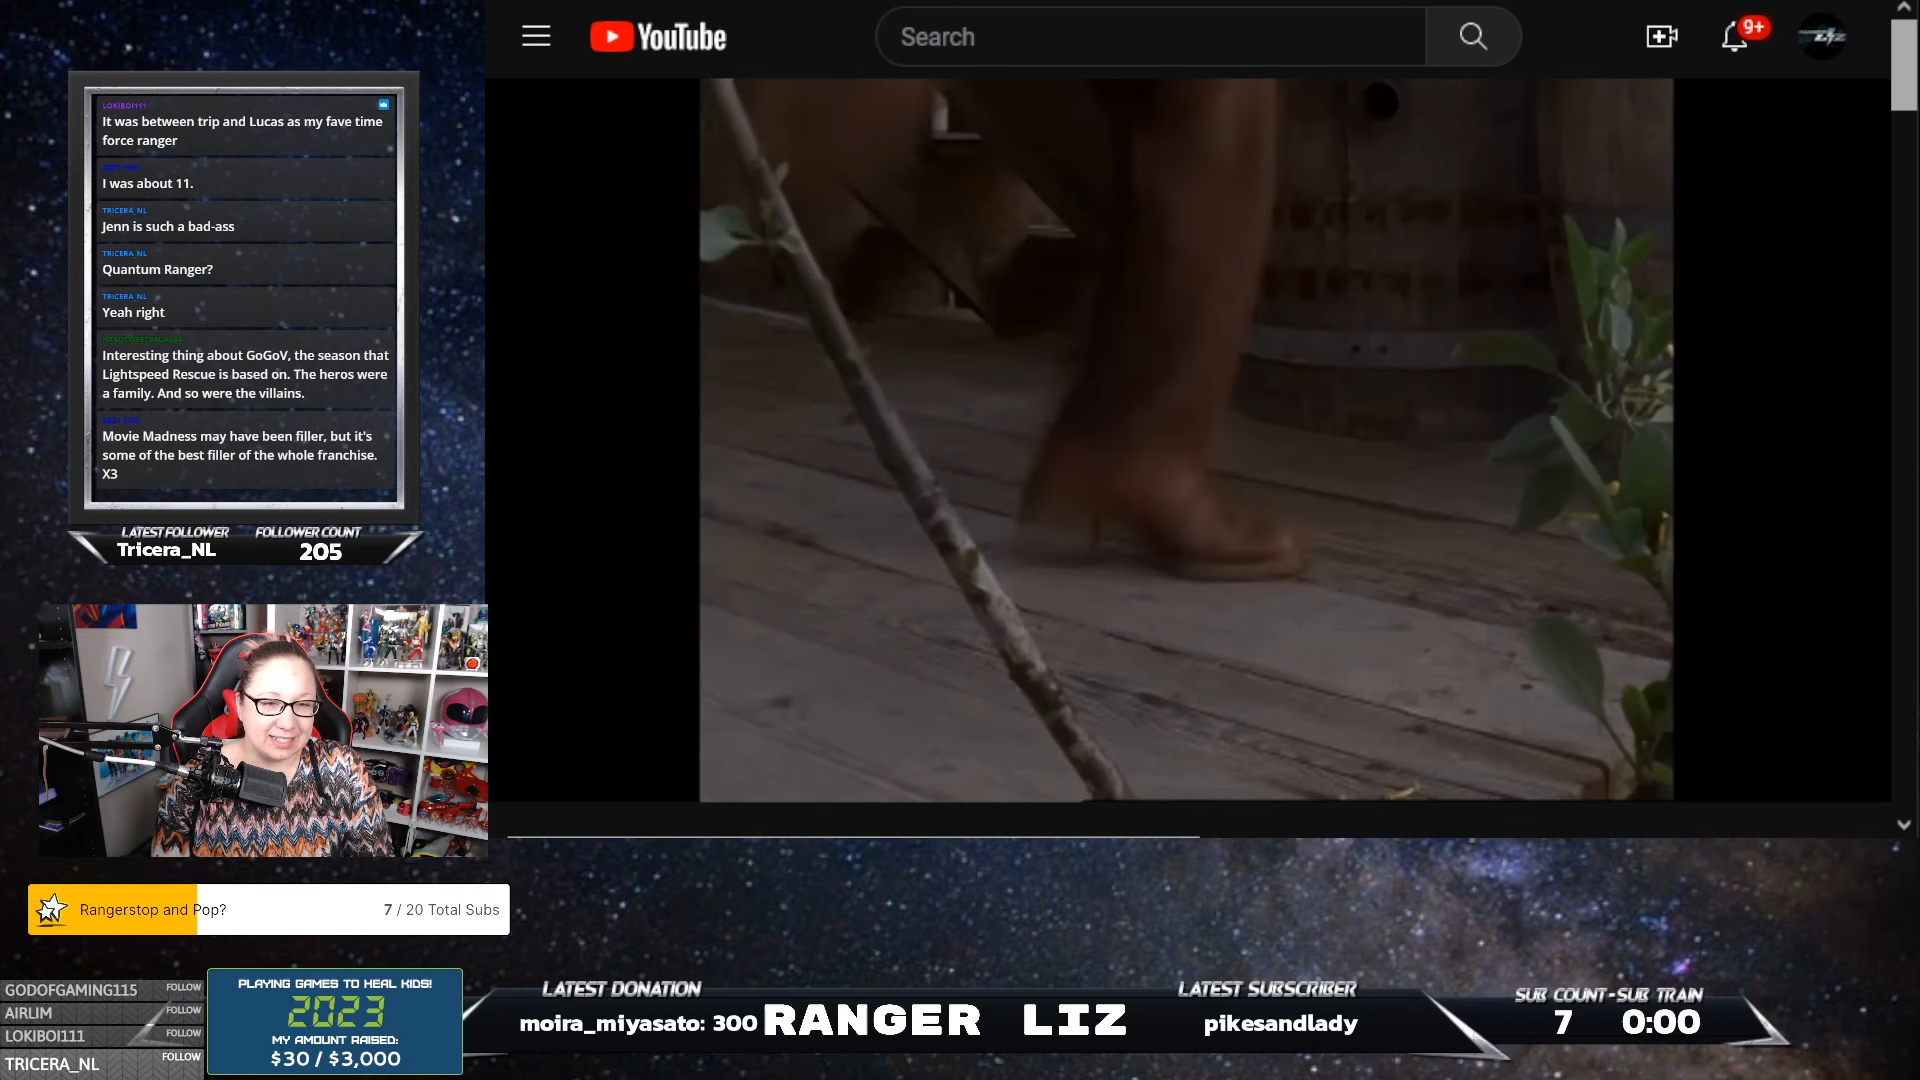 YouTube
Search
9+
LOKIBOI111
It was between trip and Lucas as my fave time
force ranger
I was about 11.
TRICERA_NL
Jenn is such a bad-ass
TRICERA_NL
Quantum Ranger?
TRICERA_NL
Yeah right
Interesting thing about GoGoV, the season that
Lightspeed Rescue is based on. The heros were
a family. And so were the villains.
Movie Madness may have been filler, but it's
some of the best filler of the whole franchise.
X3
LATEST FOLLOWER
Tricera_NL
FOLLOWER COUNT
205
Rangerstop and Pop?
7 / 20 Total Subs
GODOFGAMING115 FOLLOW
AIRLIM FOLLOW
LOKIBOI111 FOLLOW
TRICERA_NL FOLLOW
PLAYING GAMES TO HEAL KIDS!
2023
MY AMOUNT RAISED:
$30 / $3,000
LATEST DONATION
moira_miyasato: 300
RANGER LIZ
LATEST SUBSCRIBER
pikesandlady
SUB COUNT-SUB TRAIN
7 0:00